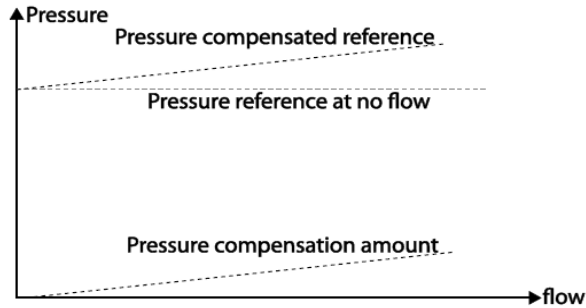 Pressure
Pressure compensated reference
Pressure reference at no flow
Pressure compensation amount
flow